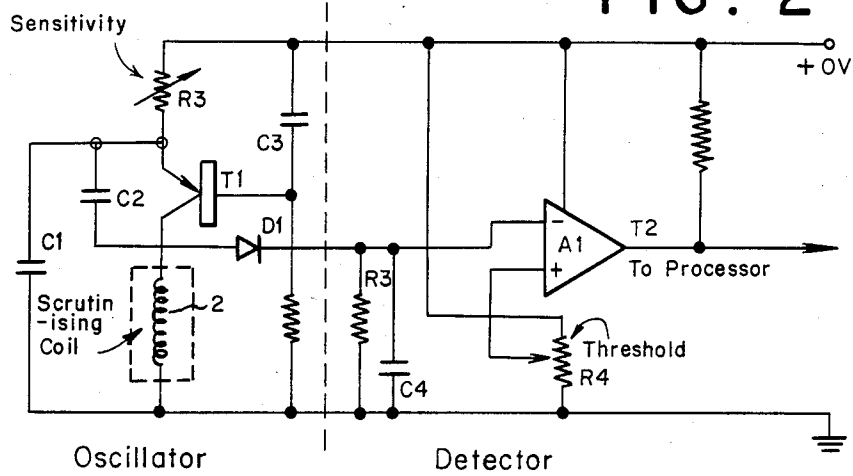 FIG. 2
Sensitivity
+ OV
R3
C3
T1
C2
D1
C1
A1
-
+
T2
To Processor
R3
Scrutin
-ising
Coil
2
Threshold
R4
C4
Oscillator
Detector